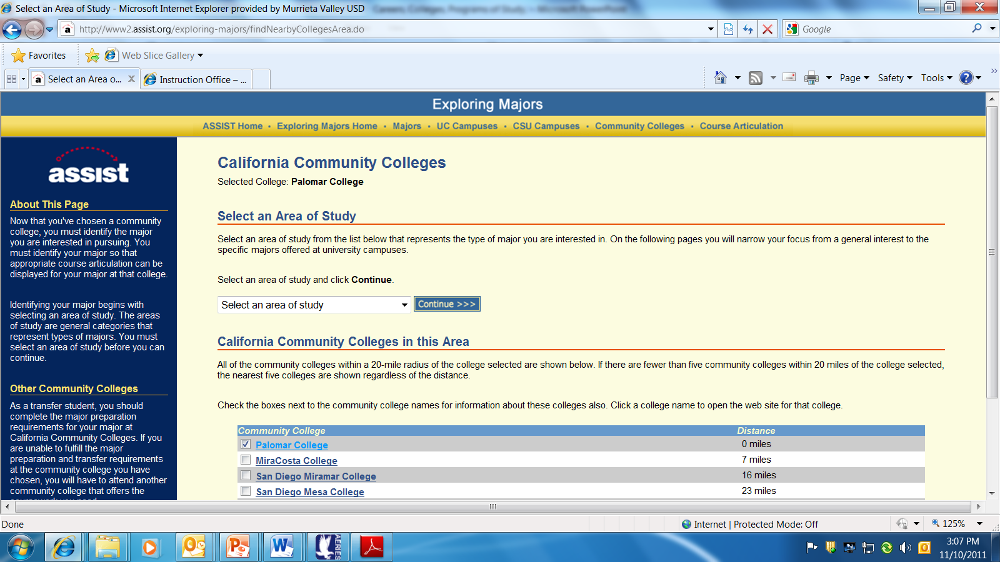 Select an Area of Study - Microsoft Internet Explorer provided by Murrieta Valley USD
Careers, Colleges, Programs of Study
Microsoft PowerPoint
http://www2.assist.org/exploring-majors/findNearbyCollegesArea.do
Google
Favorites
Web Slice Gallery
Select an Area o...
Instruction Office – ...
Page
Safety
Tools
Exploring Majors
ASSIST Home • Exploring Majors Home • Majors • UC Campuses • CSU Campuses • Community Colleges • Course Articulation
assist
About This Page
Now that you've chosen a community
college, you must identify the major
you are interested in pursuing. You
must identify your major so that
appropriate course articulation can be
displayed for your major at that college.
Identifying your major begins with
selecting an area of study. The areas
of study are general categories that
represent types of majors. You must
select an area of study before you can
continue.
Other Community Colleges
As a transfer student, you should
complete the major preparation
requirements for your major at
California Community Colleges. If you
are unable to fulfill the major
preparation and transfer requirements
at the community college you have
chosen, you will have to attend another
community college that offers the
California Community Colleges
Selected College: Palomar College
Select an Area of Study
Select an area of study from the list below that represents the type of major you are interested in. On the following pages you will narrow your focus from a general interest to the
specific majors offered at university campuses.
Select an area of study and click Continue.
Select an area of study
Continue >>>
California Community Colleges in this Area
All of the community colleges within a 20-mile radius of the college selected are shown below. If there are fewer than five community colleges within 20 miles of the college selected,
the nearest five colleges are shown regardless of the distance.
Check the boxes next to the community college names for information about these colleges also. Click a college name to open the web site for that college.
Community College Distance
Palomar College 0 miles
MiraCosta College 7 miles
San Diego Miramar College 16 miles
San Diego Mesa College 23 miles
Done
Internet | Protected Mode: Off
125%
AERIES
3:07 PM
11/10/2011